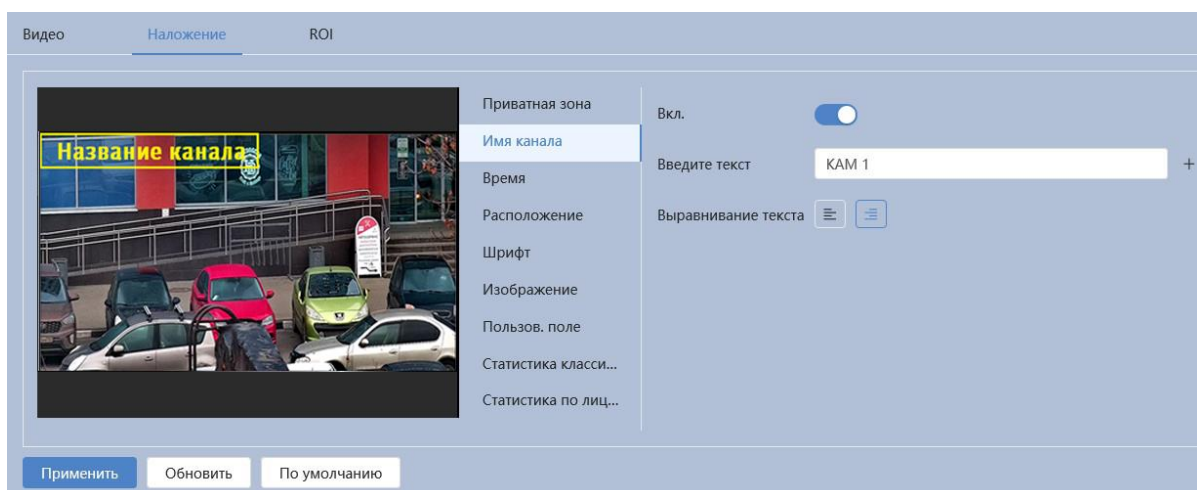 Видео Наложение ROI
Название канала
Приватная зона
Имя канала
Время
Расположение
Шрифт
Изображение
Пользов. поле
Статистика класси...
Статистика по лиц...
Вкл.
Введите текст КАМ 1 +
Выравнивание текста
Применить Обновить По умолчанию